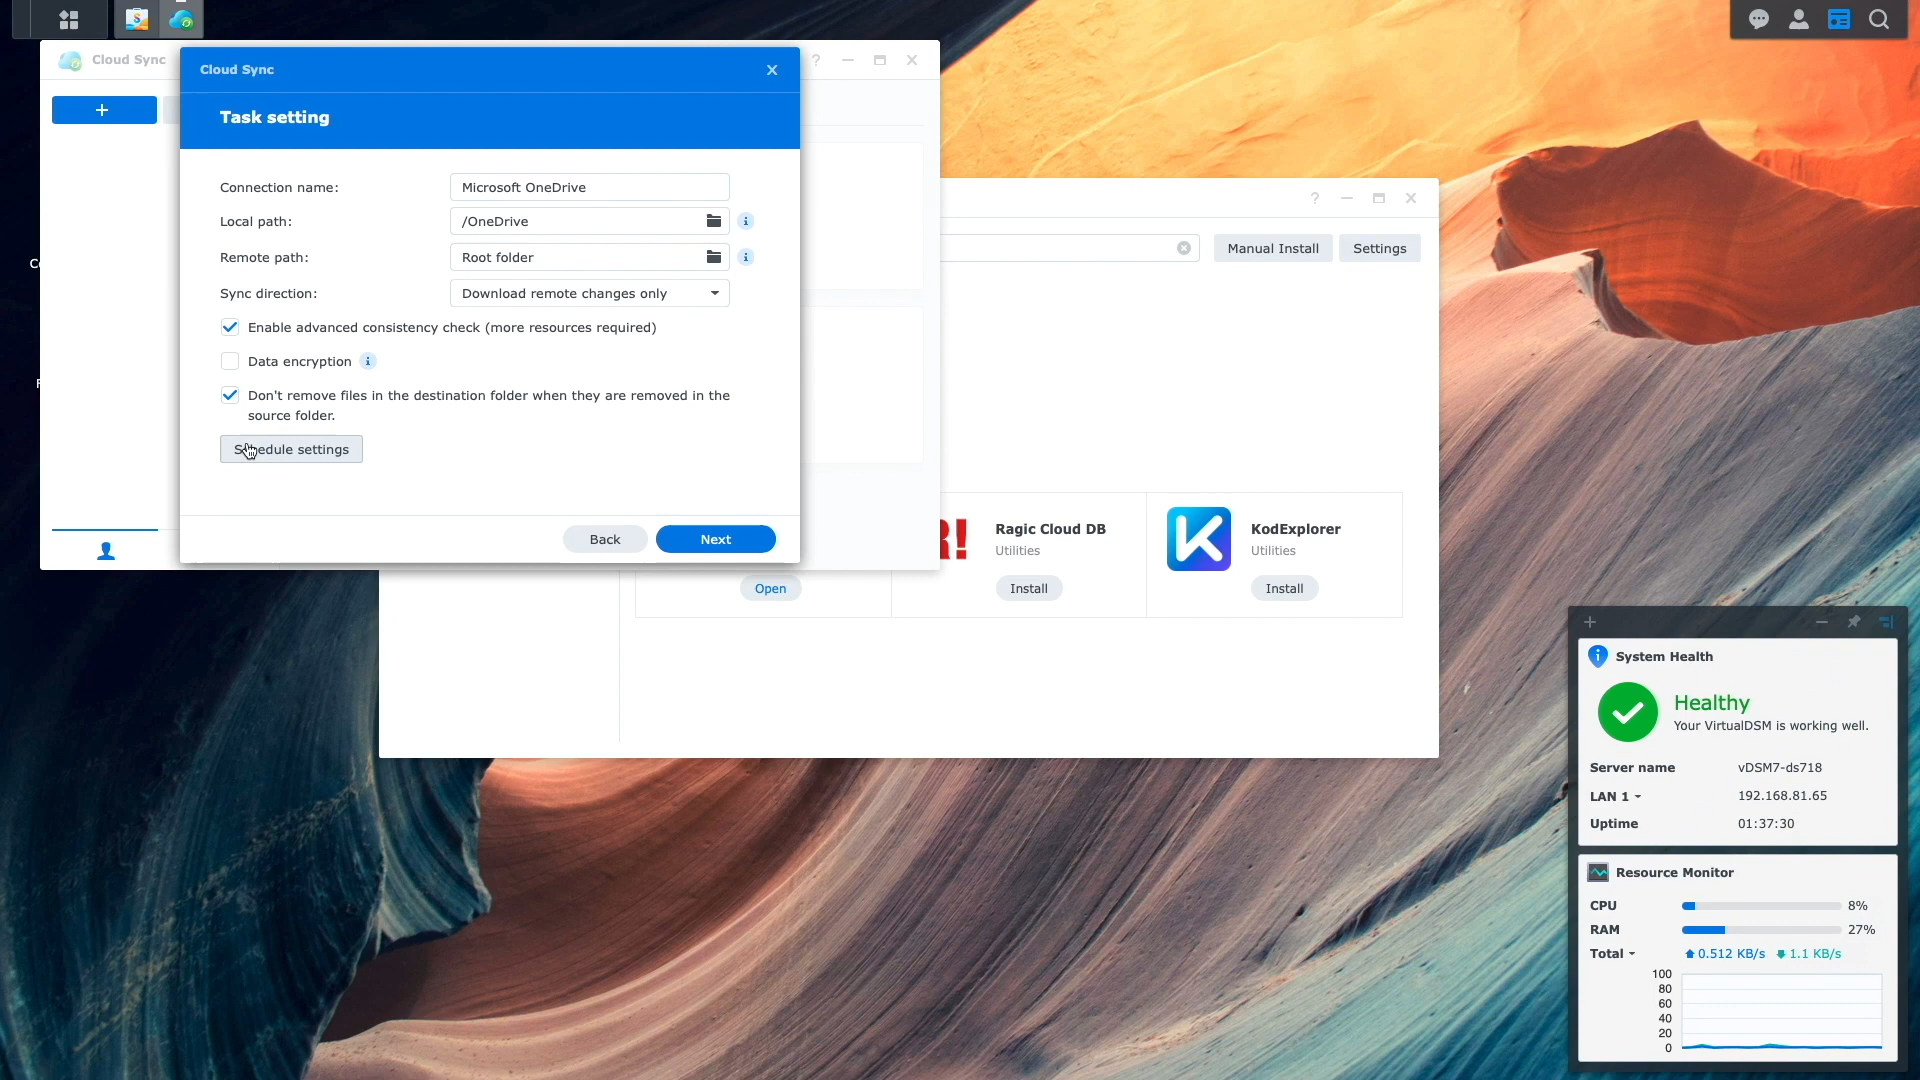 Cloud Sync
Cloud Sync
Task setting
Connection name:
Microsoft OneDrive
Local path:
/OneDrive
Remote path:
Root folder
Sync direction:
Download remote changes only
Enable advanced consistency check (more resources required)
Data encryption
Don't remove files in the destination folder when they are removed in the
source folder.
Schedule settings
Back
Next
Manual Install
Settings
Open
R!
Ragic Cloud DB
Utilities
Install
KodExplorer
Utilities
Install
System Health
Healthy
Your VirtualDSM is working well.
Server name
vDSM7-ds718
LAN 1
192.168.81.65
Uptime
01:37:30
Resource Monitor
CPU
8%
RAM
27%
Total
0.512 KB/s
1.1 KB/s
100
80
60
40
20
0